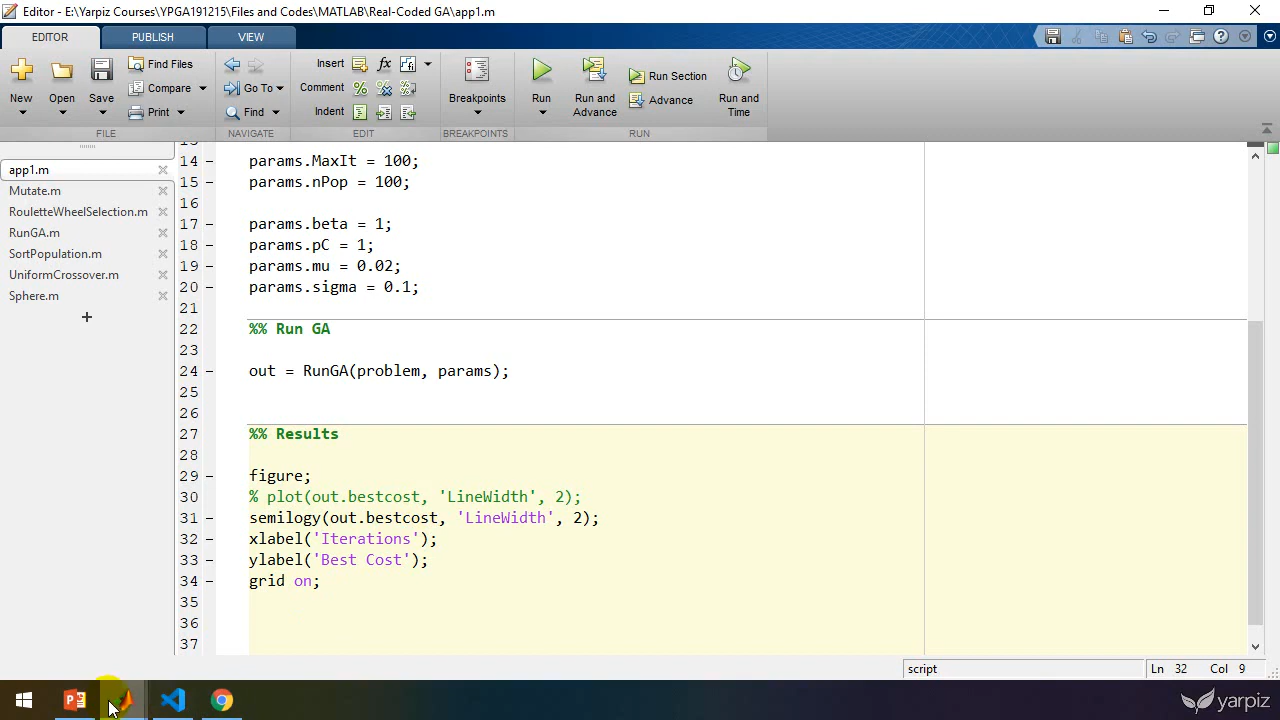 Editor - E:\Yarpiz Courses\YPGA191215\Files and Codes\MATLAB\Real-Coded GA\app1.m
EDITOR PUBLISH VIEW
New Open Save Find Files Compare Print
FILE
Go To Find
NAVIGATE
Insert fx
Comment
Indent
EDIT
Breakpoints
BREAKPOINTS
Run Run and Advance Run Section Advance Run and Time
RUN
app1.m
Mutate.m
RouletteWheelSelection.m
RunGA.m
SortPopulation.m
UniformCrossover.m
Sphere.m
14 params.MaxIt = 100;
15 params.nPop = 100;
16
17 params.beta = 1;
18 params.pC = 1;
19 params.mu = 0.02;
20 params.sigma = 0.1;
21
22 %% Run GA
23
24 out = RunGA(problem, params);
25
26
27 %% Results
28
29 figure;
30 % plot(out.bestcost, 'LineWidth', 2);
31 semilogy(out.bestcost, 'LineWidth', 2);
32 xlabel('Iterations');
33 ylabel('Best Cost');
34 grid on;
35
36
37
script Ln 32 Col 9
yarpiz